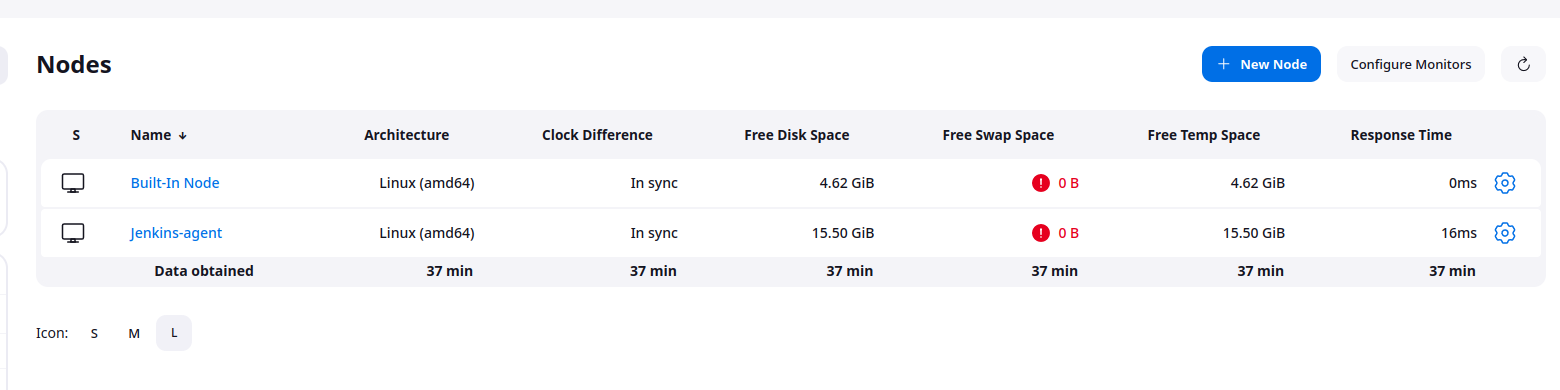 Nodes
+ New Node
Configure Monitors
S Name ↓ Architecture Clock Difference Free Disk Space Free Swap Space Free Temp Space Response Time
Built-In Node Linux (amd64) In sync 4.62 GiB ! 0 B 4.62 GiB 0ms
Jenkins-agent Linux (amd64) In sync 15.50 GiB ! 0 B 15.50 GiB 16ms
Data obtained 37 min 37 min 37 min 37 min 37 min 37 min
Icon: S M L